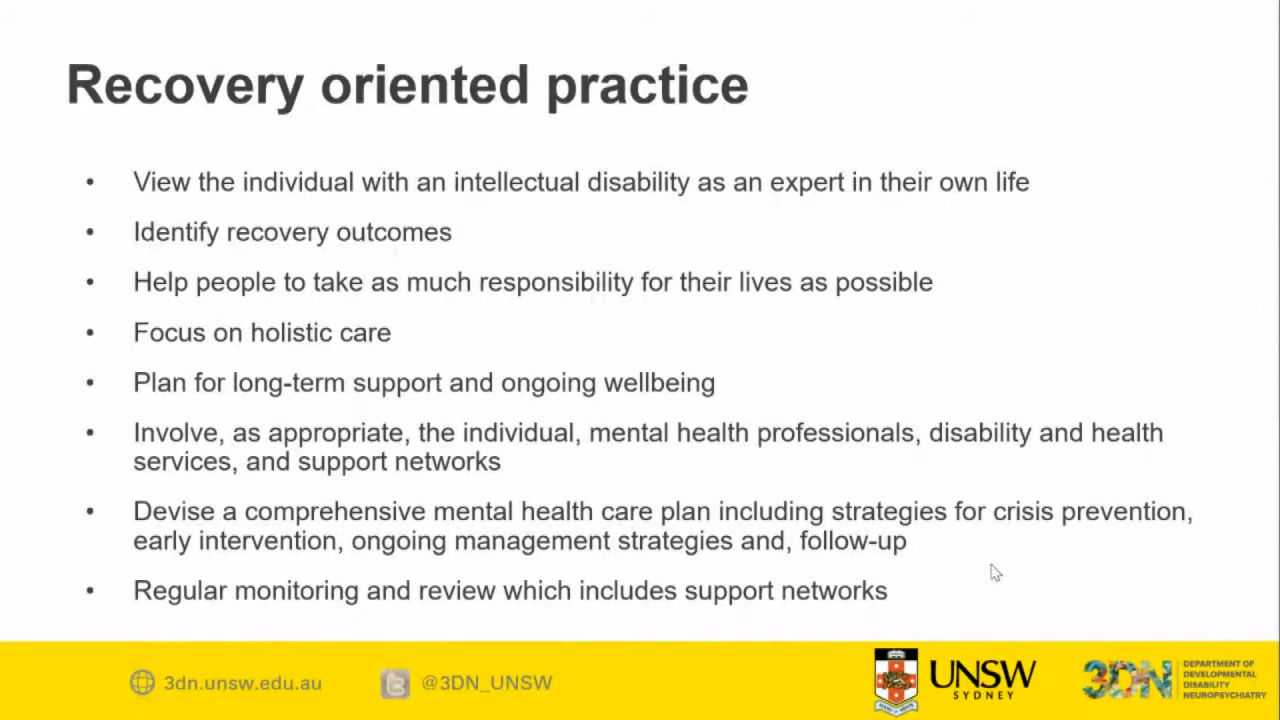 Recovery oriented practice
• View the individual with an intellectual disability as an expert in their own life
• Identify recovery outcomes
• Help people to take as much responsibility for their lives as possible
• Focus on holistic care
• Plan for long-term support and ongoing wellbeing
• Involve, as appropriate, the individual, mental health professionals, disability and health
services, and support networks
• Devise a comprehensive mental health care plan including strategies for crisis prevention,
early intervention, ongoing management strategies and, follow-up
• Regular monitoring and review which includes support networks
3dn.unsw.edu.au
@3DN_UNSW
UNSW
SYDNEY
3DN
DEPARTMENT OF
DEVELOPMENTAL
DISABILITY
NEUROPSYCHIATRY